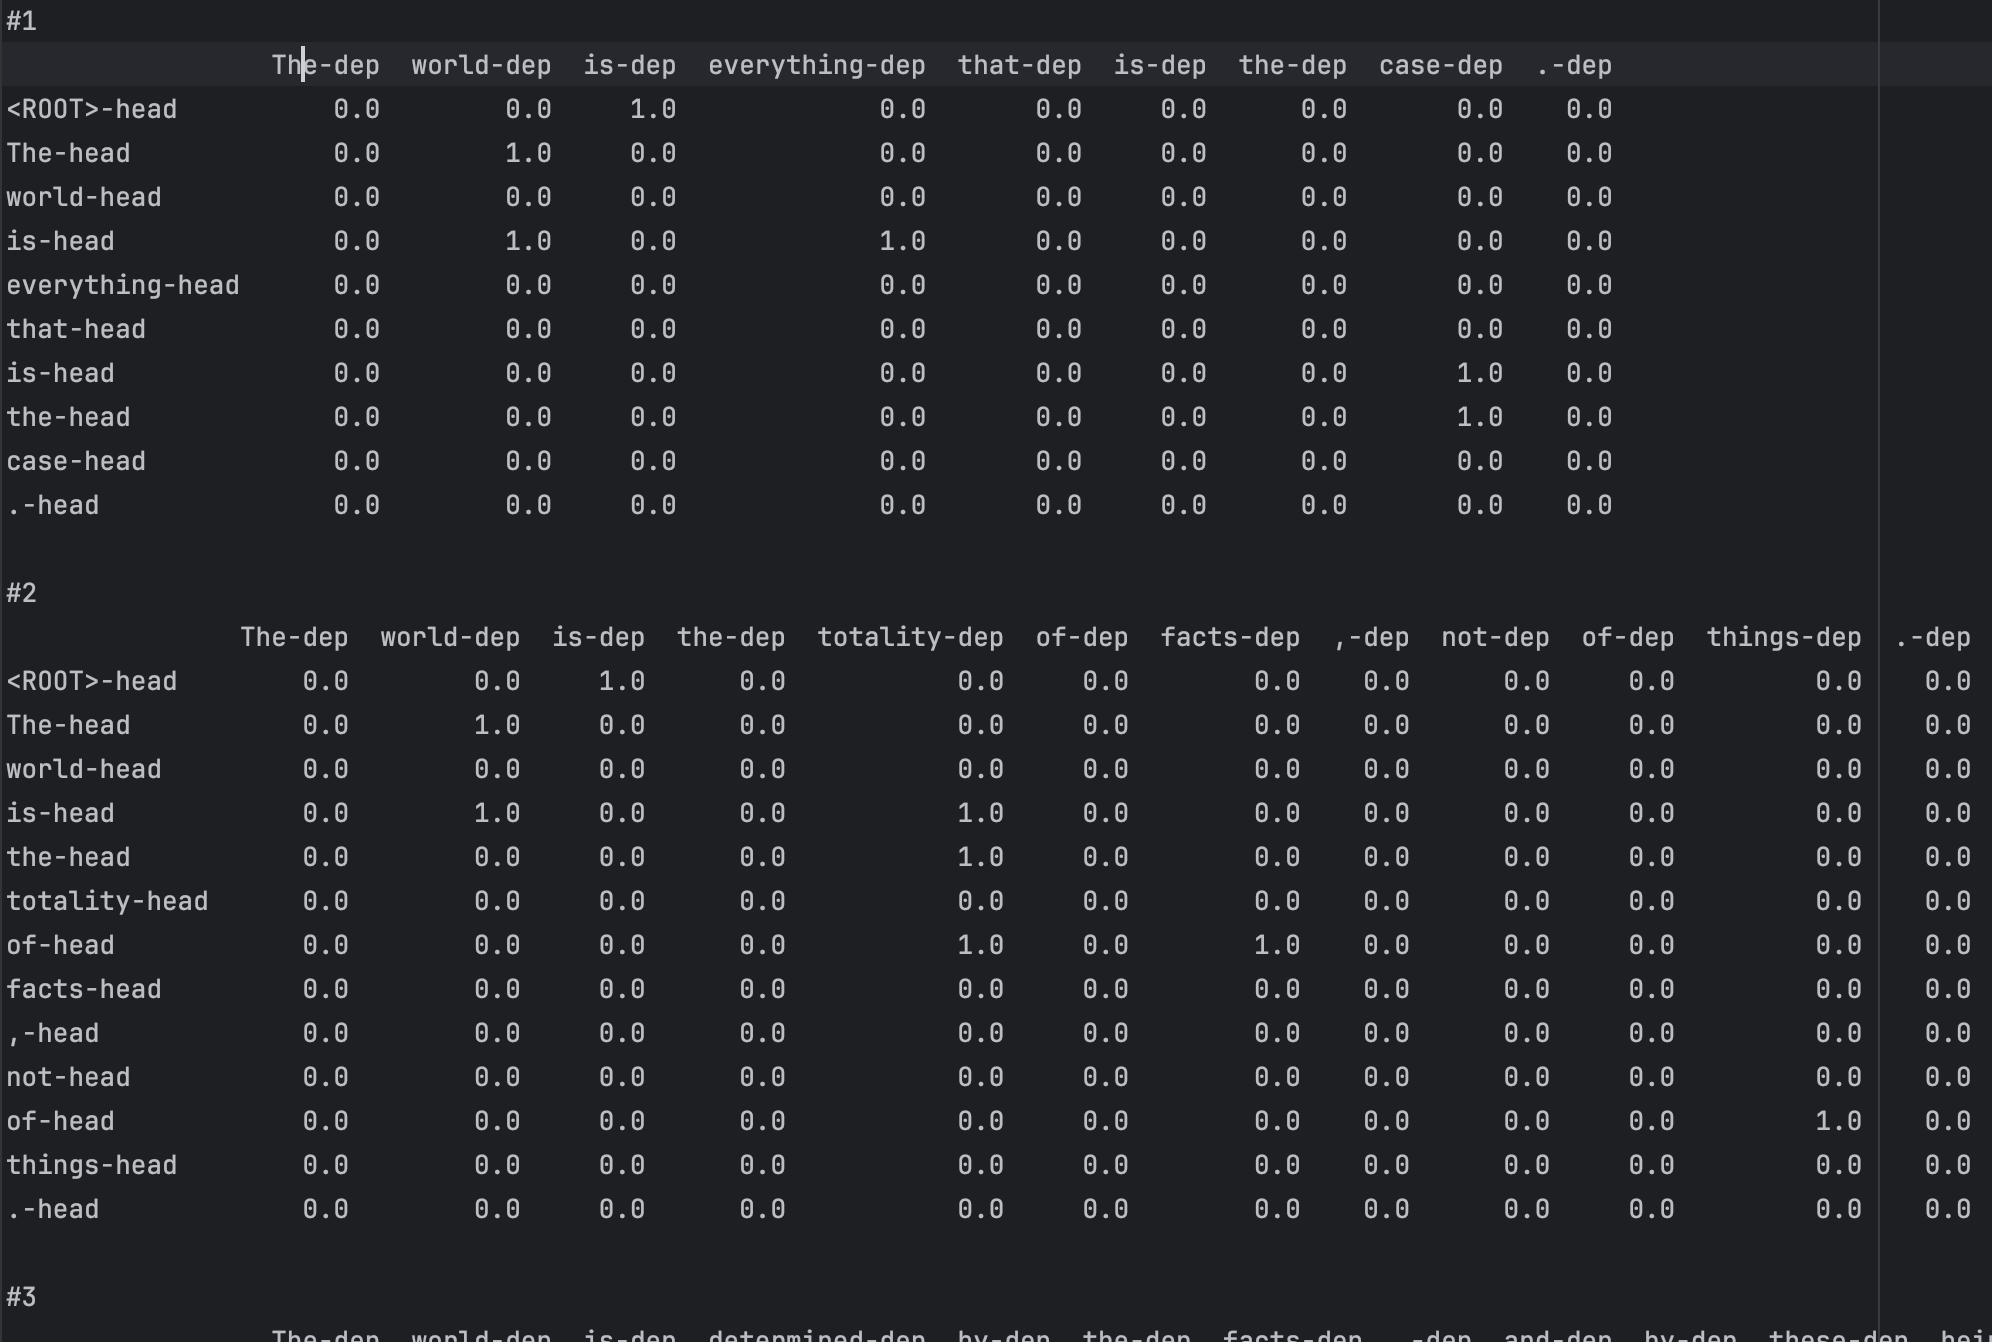 #1
The-dep world-dep is-dep everything-dep that-dep is-dep the-dep case-dep .-dep
<ROOT>-head 0.0 0.0 1.0 0.0 0.0 0.0 0.0 0.0 0.0
The-head 0.0 1.0 0.0 0.0 0.0 0.0 0.0 0.0 0.0
world-head 0.0 0.0 0.0 0.0 0.0 0.0 0.0 0.0 0.0
is-head 0.0 1.0 0.0 1.0 0.0 0.0 0.0 0.0 0.0
everything-head 0.0 0.0 0.0 0.0 0.0 0.0 0.0 0.0 0.0
that-head 0.0 0.0 0.0 0.0 0.0 0.0 0.0 0.0 0.0
is-head 0.0 0.0 0.0 0.0 0.0 0.0 0.0 1.0 0.0
the-head 0.0 0.0 0.0 0.0 0.0 0.0 0.0 1.0 0.0
case-head 0.0 0.0 0.0 0.0 0.0 0.0 0.0 0.0 0.0
.-head 0.0 0.0 0.0 0.0 0.0 0.0 0.0 0.0 0.0
#2
The-dep world-dep is-dep the-dep totality-dep of-dep facts-dep ,-dep not-dep of-dep things-dep .-dep
<ROOT>-head 0.0 0.0 1.0 0.0 0.0 0.0 0.0 0.0 0.0 0.0 0.0 0.0
The-head 0.0 1.0 0.0 0.0 0.0 0.0 0.0 0.0 0.0 0.0 0.0 0.0
world-head 0.0 0.0 0.0 0.0 0.0 0.0 0.0 0.0 0.0 0.0 0.0 0.0
is-head 0.0 1.0 0.0 0.0 1.0 0.0 0.0 0.0 0.0 0.0 0.0 0.0
the-head 0.0 0.0 0.0 0.0 1.0 0.0 0.0 0.0 0.0 0.0 0.0 0.0
totality-head 0.0 0.0 0.0 0.0 0.0 0.0 0.0 0.0 0.0 0.0 0.0 0.0
of-head 0.0 0.0 0.0 0.0 1.0 0.0 1.0 0.0 0.0 0.0 0.0 0.0
facts-head 0.0 0.0 0.0 0.0 0.0 0.0 0.0 0.0 0.0 0.0 0.0 0.0
,-head 0.0 0.0 0.0 0.0 0.0 0.0 0.0 0.0 0.0 0.0 0.0 0.0
not-head 0.0 0.0 0.0 0.0 0.0 0.0 0.0 0.0 0.0 0.0 0.0 0.0
of-head 0.0 0.0 0.0 0.0 0.0 0.0 0.0 0.0 0.0 0.0 1.0 0.0
things-head 0.0 0.0 0.0 0.0 0.0 0.0 0.0 0.0 0.0 0.0 0.0 0.0
.-head 0.0 0.0 0.0 0.0 0.0 0.0 0.0 0.0 0.0 0.0 0.0 0.0
#3
The-dep world-dep is-dep determined-dep by-dep the-dep facts-dep -dep and-dep by-dep these-dep